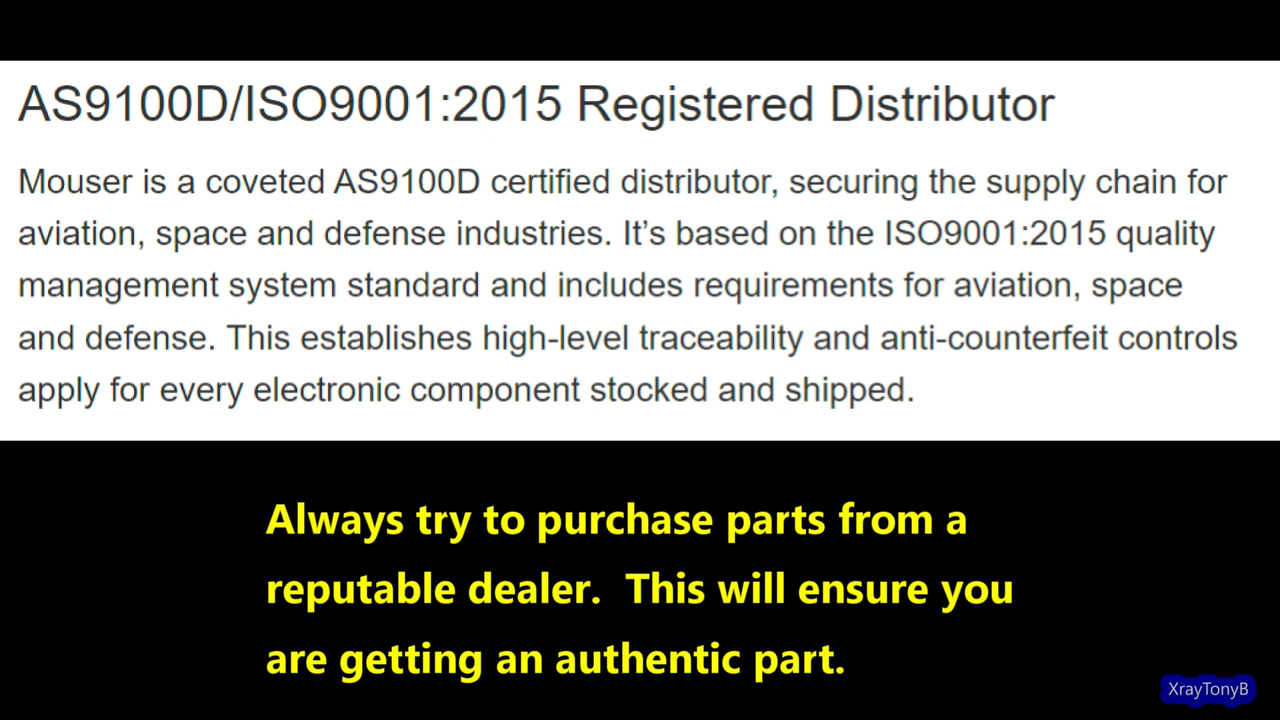 AS9100D/ISO9001:2015 Registered Distributor
Mouser is a coveted AS9100D certified distributor, securing the supply chain for
aviation, space and defense industries. It’s based on the ISO9001:2015 quality
management system standard and includes requirements for aviation, space
and defense. This establishes high-level traceability and anti-counterfeit controls
apply for every electronic component stocked and shipped.
Always try to purchase parts from a
reputable dealer.  This will ensure you
are getting an authentic part.
XrayTonyB